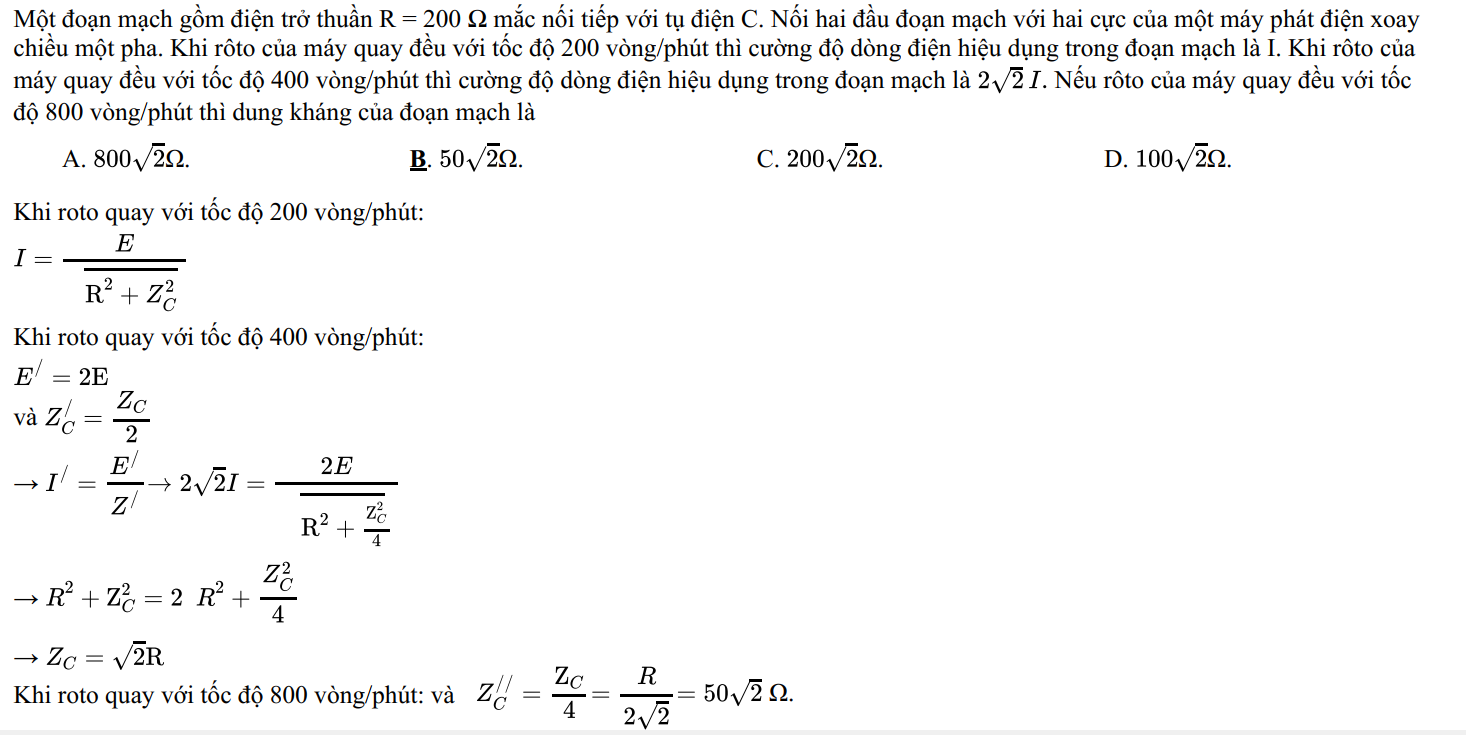 Một đoạn mạch gồm điện trở thuần R = 200 Ω mắc nối tiếp với tụ điện C. Nối hai đầu đoạn mạch với hai cực của một máy phát điện xoay
chiều một pha. Khi rôto của máy quay đều với tốc độ 200 vòng/phút thì cường độ dòng điện hiệu dụng trong đoạn mạch là I. Khi rôto của
máy quay đều với tốc độ 400 vòng/phút thì cường độ dòng điện hiệu dụng trong đoạn mạch là $2\sqrt{2}I$. Nếu rôto của máy quay đều với tốc
độ 800 vòng/phút thì dung kháng của đoạn mạch là
A. $800\sqrt{2}$Ω. B. $50\sqrt{2}$Ω. C. $200\sqrt{2}$Ω. D. $100\sqrt{2}$Ω.
Khi roto quay với tốc độ 200 vòng/phút:
$I = \frac{E}{\overline{R^2 + Z_C^2}}$
Khi roto quay với tốc độ 400 vòng/phút:
$E^/ = 2E$
và $Z_C^/ = \frac{Z_C}{2}$
$\to I^/ = \frac{E^/}{Z^/} \to 2\sqrt{2}I = \frac{2E}{\overline{R^2 + \frac{Z_C^2}{4}}}$
$\to R^2 + Z_C^2 = 2 \ R^2 + \frac{Z_C^2}{4}$
$\to Z_C = \sqrt{2}R$
Khi roto quay với tốc độ 800 vòng/phút: và $Z_C^{//} = \frac{Z_C}{4} = \frac{R}{2\sqrt{2}} = 50\sqrt{2}$ Ω.